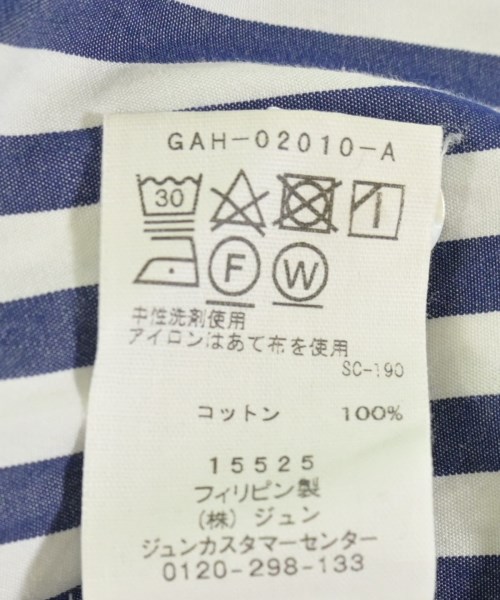 GAH-02010-A
30
F W
中性洗剤使用
アイロンはあて布を使用
SC-190
コットン 100%
15525
フィリピン製
(株) ジュン
ジュンカスタマーセンター
0120-298-133